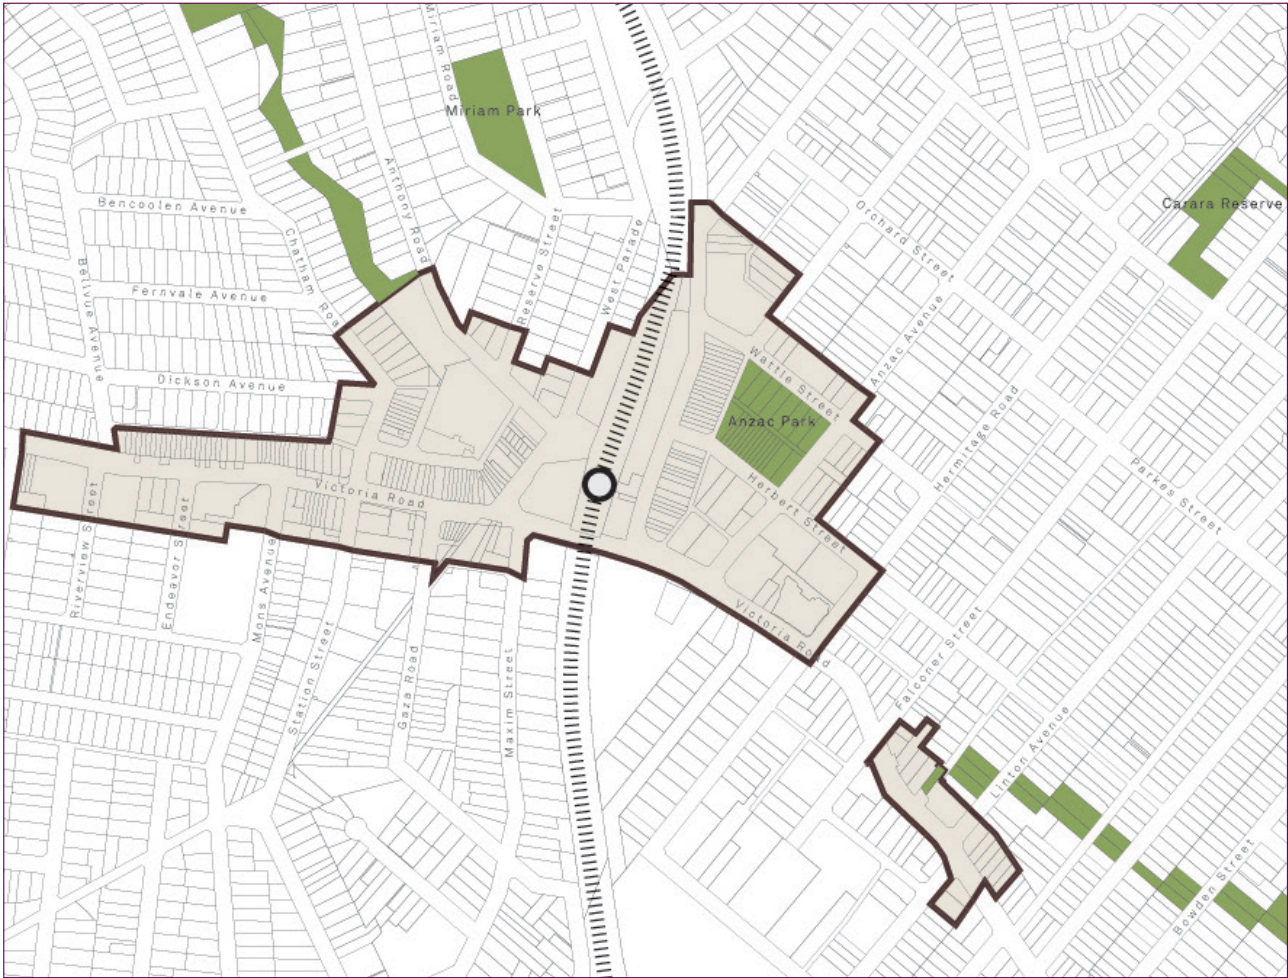 Miriam Road
Miriam Park
Anthony Road
Bencoolen Avenue
Chatham Road
Carara Reserve
Orchard Street
Reserve Street
West Parade
Bellvne Avenue
Fernvale Avenue
Anzac Avenue
Wattle Street
Dickson Avenue
Anzac Park
Hermitage Road
Parkes Street
Herbert Street
Victoria Road
Riverview Street
Endeavor Street
Mons Avenue
Station Street
Gaza Road
Maxim Street
Victoria Road
Falconer Street
Linton Avenue
Bowden Street